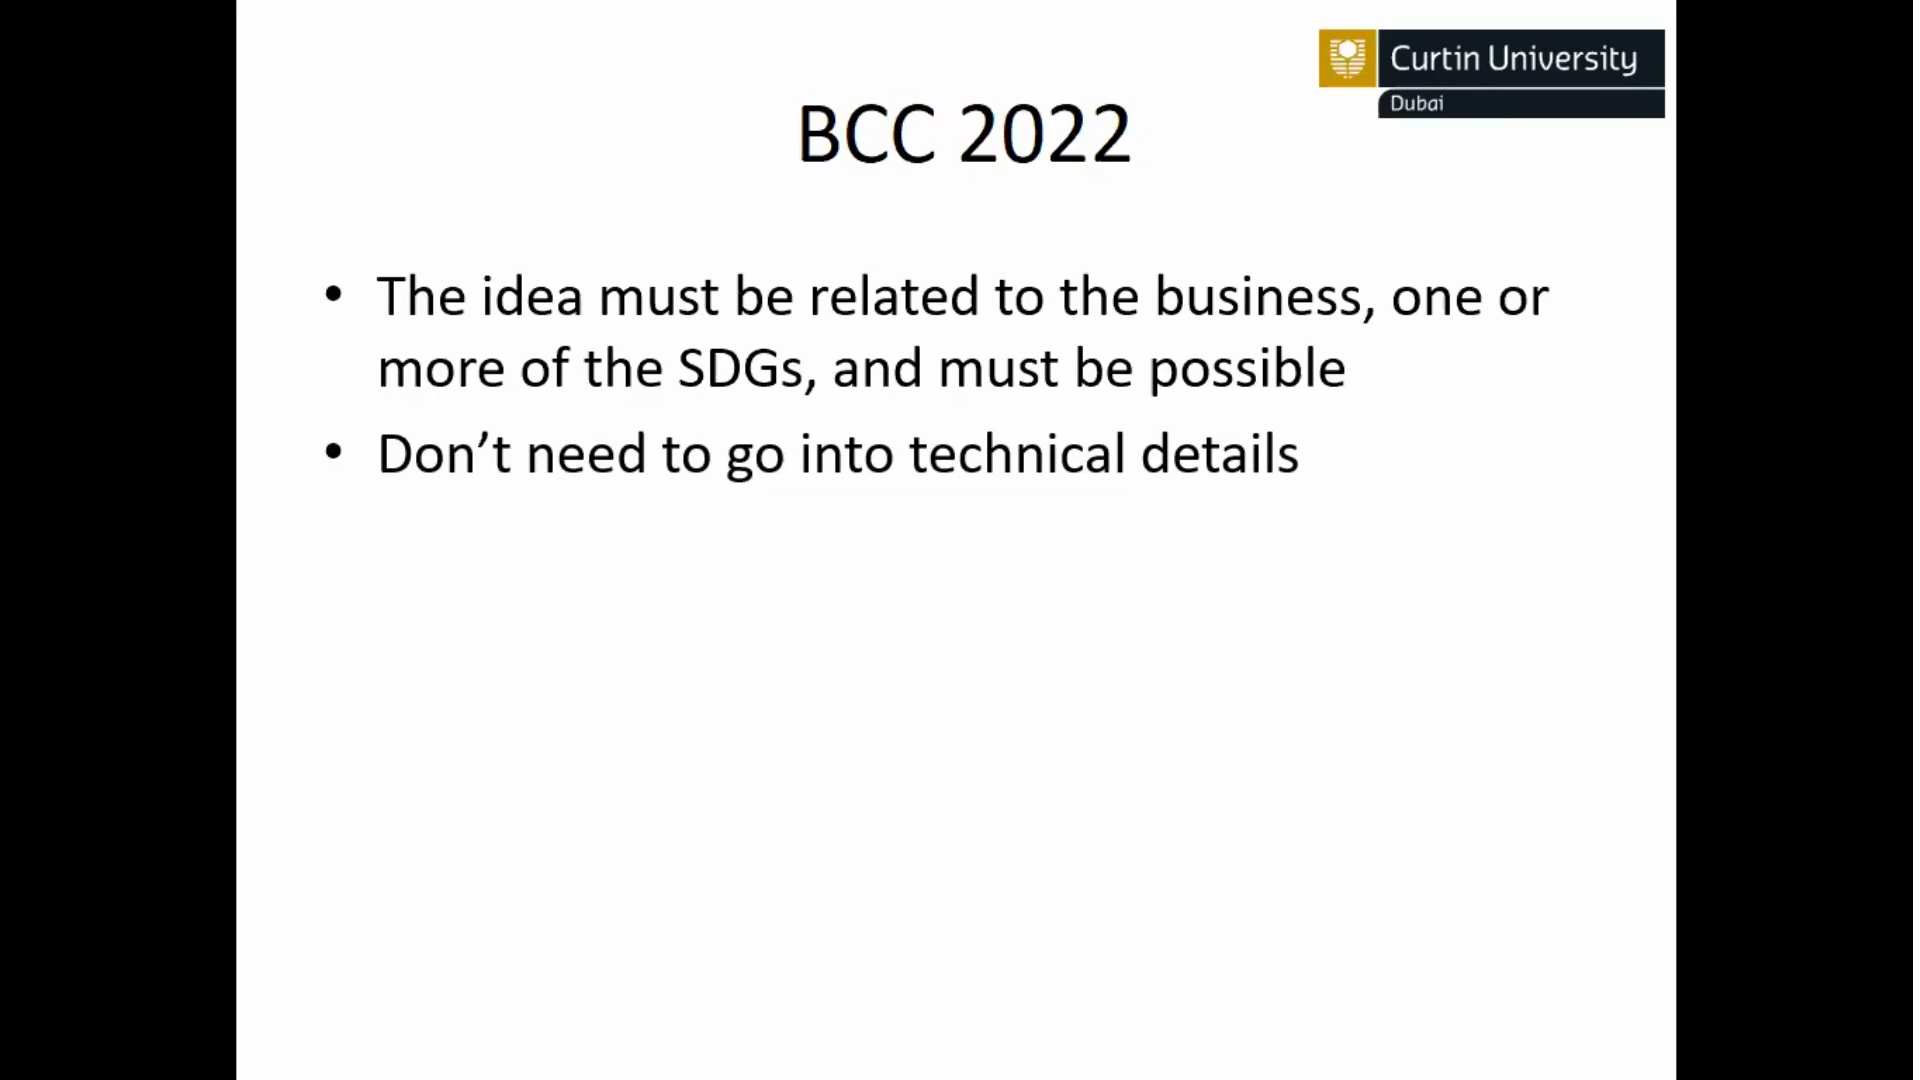 Curtin University
Dubai
BCC 2022
• The idea must be related to the business, one or
more of the SDGs, and must be possible
• Don’t need to go into technical details